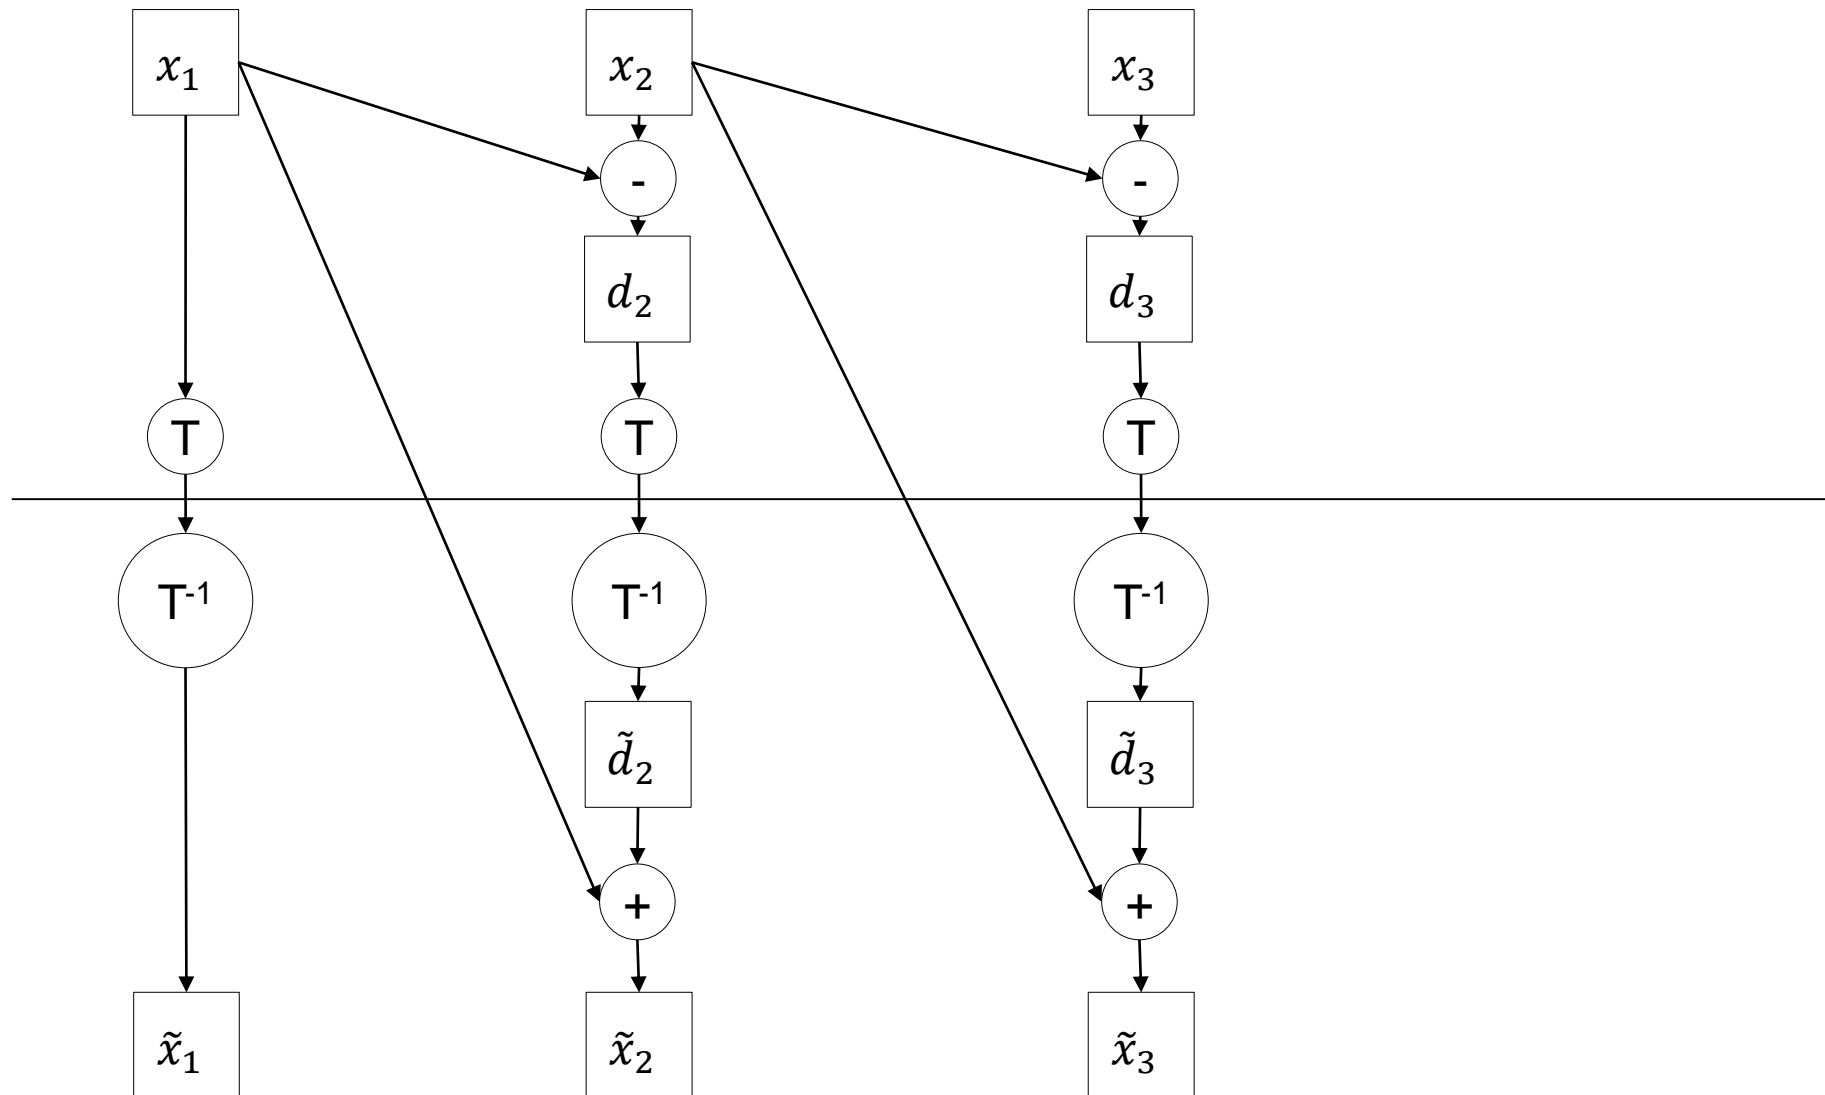 x₁ x₂ x₃
- -
d₂ d₃
T T T
T⁻¹ T⁻¹ T⁻¹
d̃₂ d̃₃
+ +
x̃₁ x̃₂ x̃₃